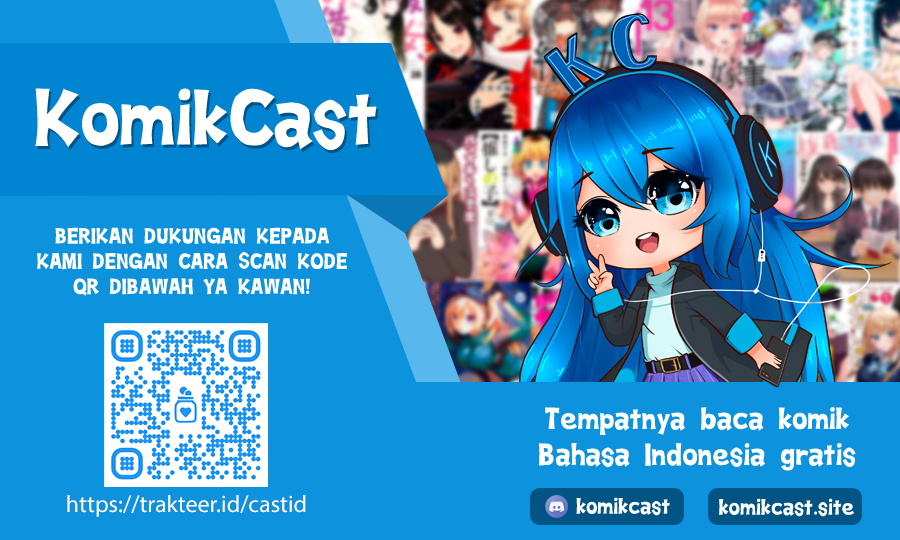 KomikCast
BERIKAN DUKUNGAN KEPADA
KAMI DENGAN CARA SCAN KODE
QR DIBAWAH YA KAWAN!
https://trakteer.id/castid
KC
K
13
Tempatnya baca komik
Bahasa Indonesia gratis
komikcast
komikcast.site